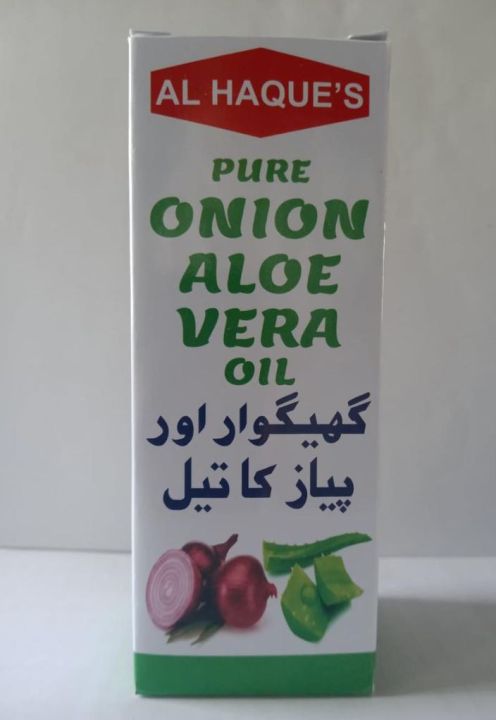 AL HAQUE'S
PURE
ONION
ALOE
VERA
OIL
گھیگوار اور
پیاز کا تیل